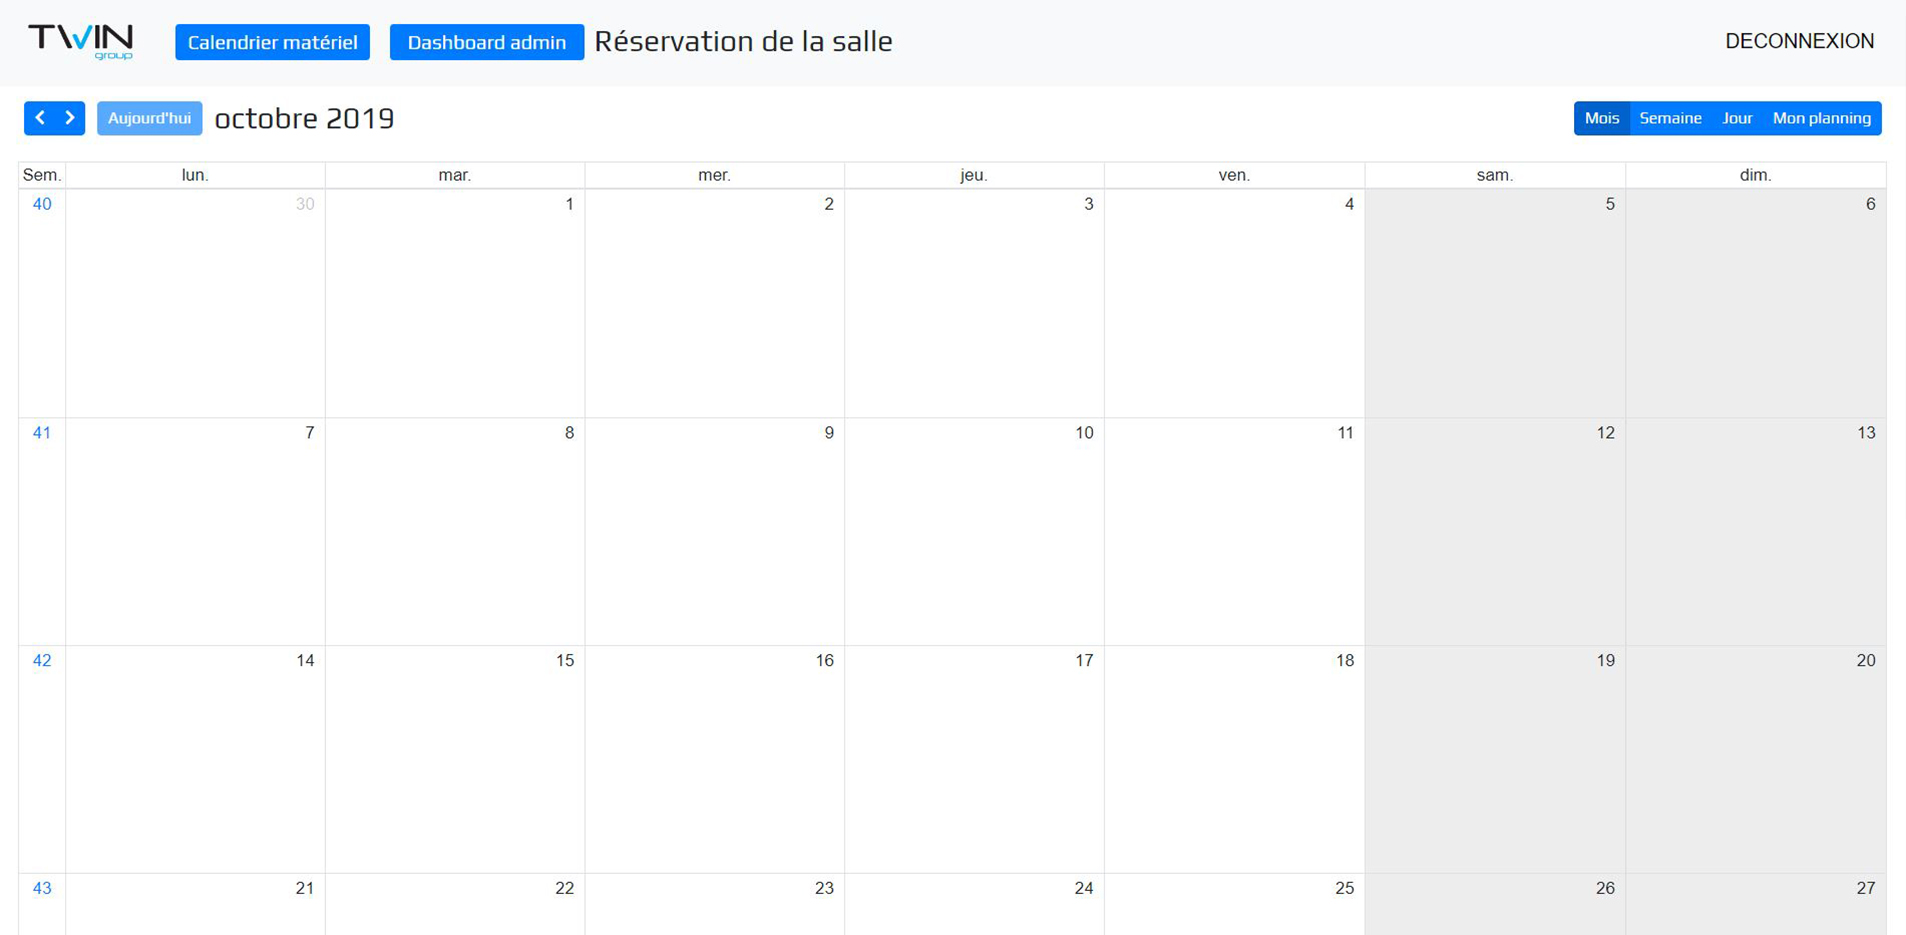 TWIN group
Calendrier matériel Dashboard admin Réservation de la salle DECONNEXION
Aujourd'hui octobre 2019 Mois Semaine Jour Mon planning
Sem. lun. mar. mer. jeu. ven. sam. dim.
40 30 1 2 3 4 5 6
41 7 8 9 10 11 12 13
42 14 15 16 17 18 19 20
43 21 22 23 24 25 26 27